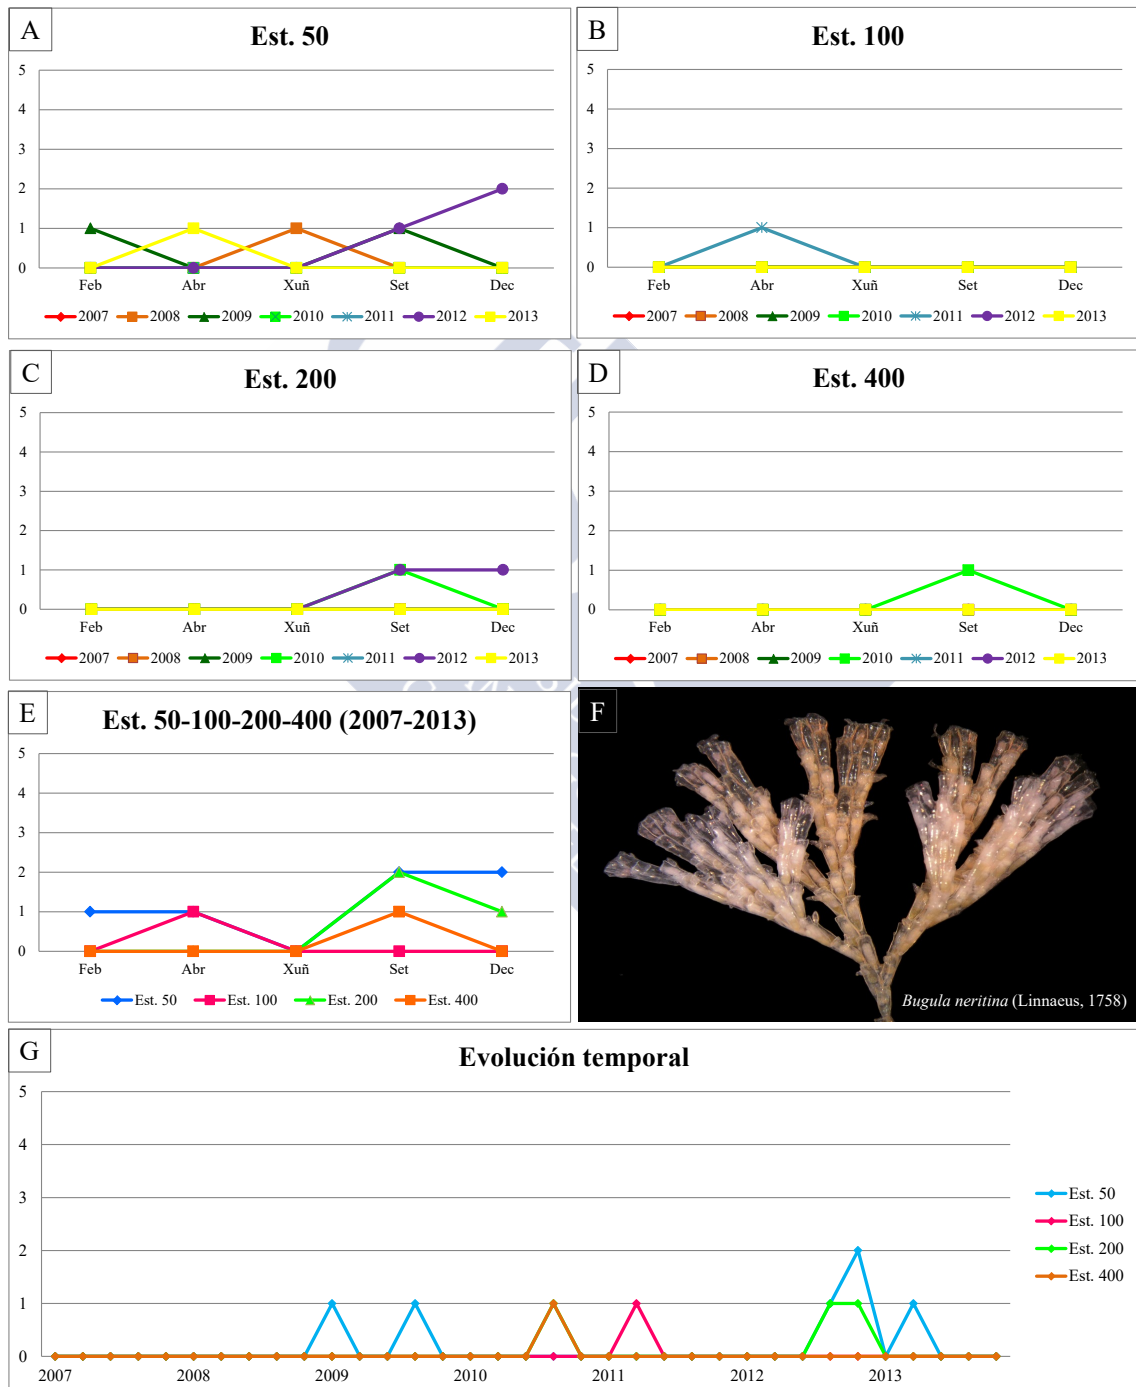 A
Est. 50
5
4
3
2
1
0
Feb Abr Xuñ Set Dec
2007 2008 2009 2010 2011 2012 2013
B
Est. 100
5
4
3
2
1
0
Feb Abr Xuñ Set Dec
2007 2008 2009 2010 2011 2012 2013
C
Est. 200
5
4
3
2
1
0
Feb Abr Xuñ Set Dec
2007 2008 2009 2010 2011 2012 2013
D
Est. 400
5
4
3
2
1
0
Feb Abr Xuñ Set Dec
2007 2008 2009 2010 2011 2012 2013
E
Est. 50-100-200-400 (2007-2013)
5
4
3
2
1
0
Feb Abr Xuñ Set Dec
Est. 50 Est. 100 Est. 200 Est. 400
F
Bugula neritina (Linnaeus, 1758)
G
Evolución temporal
5
4
3
2
1
0
2007 2008 2009 2010 2011 2012 2013
Est. 50
Est. 100
Est. 200
Est. 400